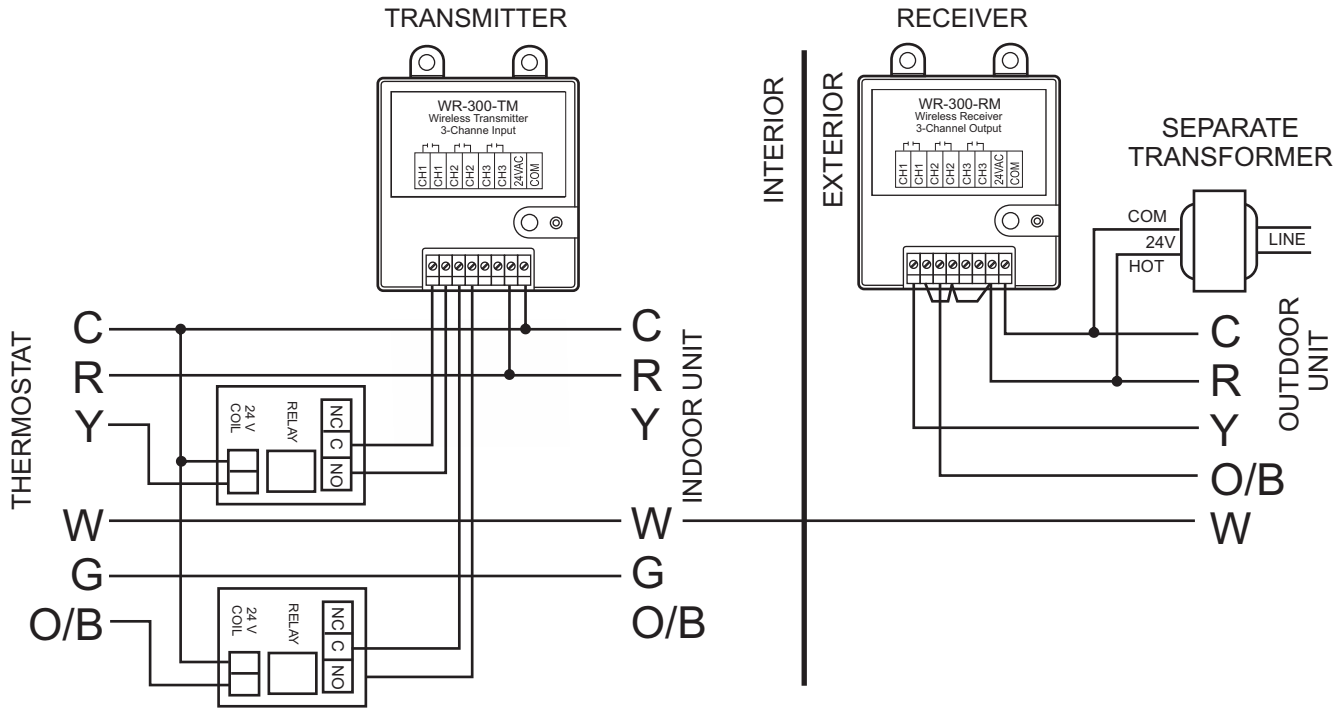 TRANSMITTER
RECEIVER
WR-300-TM
Wireless Transmitter
3-Channe Input
CH1 CH1 CH2 CH2 CH3 CH3 24VAC COM
INTERIOR
EXTERIOR
WR-300-RM
Wireless Receiver
3-Channel Output
CH1 CH1 CH2 CH2 CH3 CH3 24VAC COM
SEPARATE
TRANSFORMER
COM
24V
HOT
LINE
THERMOSTAT
C
R
Y
W
G
O/B
24 V
COIL
RELAY
NC C NO
24 V
COIL
RELAY
NC C NO
C
R
Y
W
G
O/B
INDOOR UNIT
C
R
Y
O/B
W
OUTDOOR
UNIT